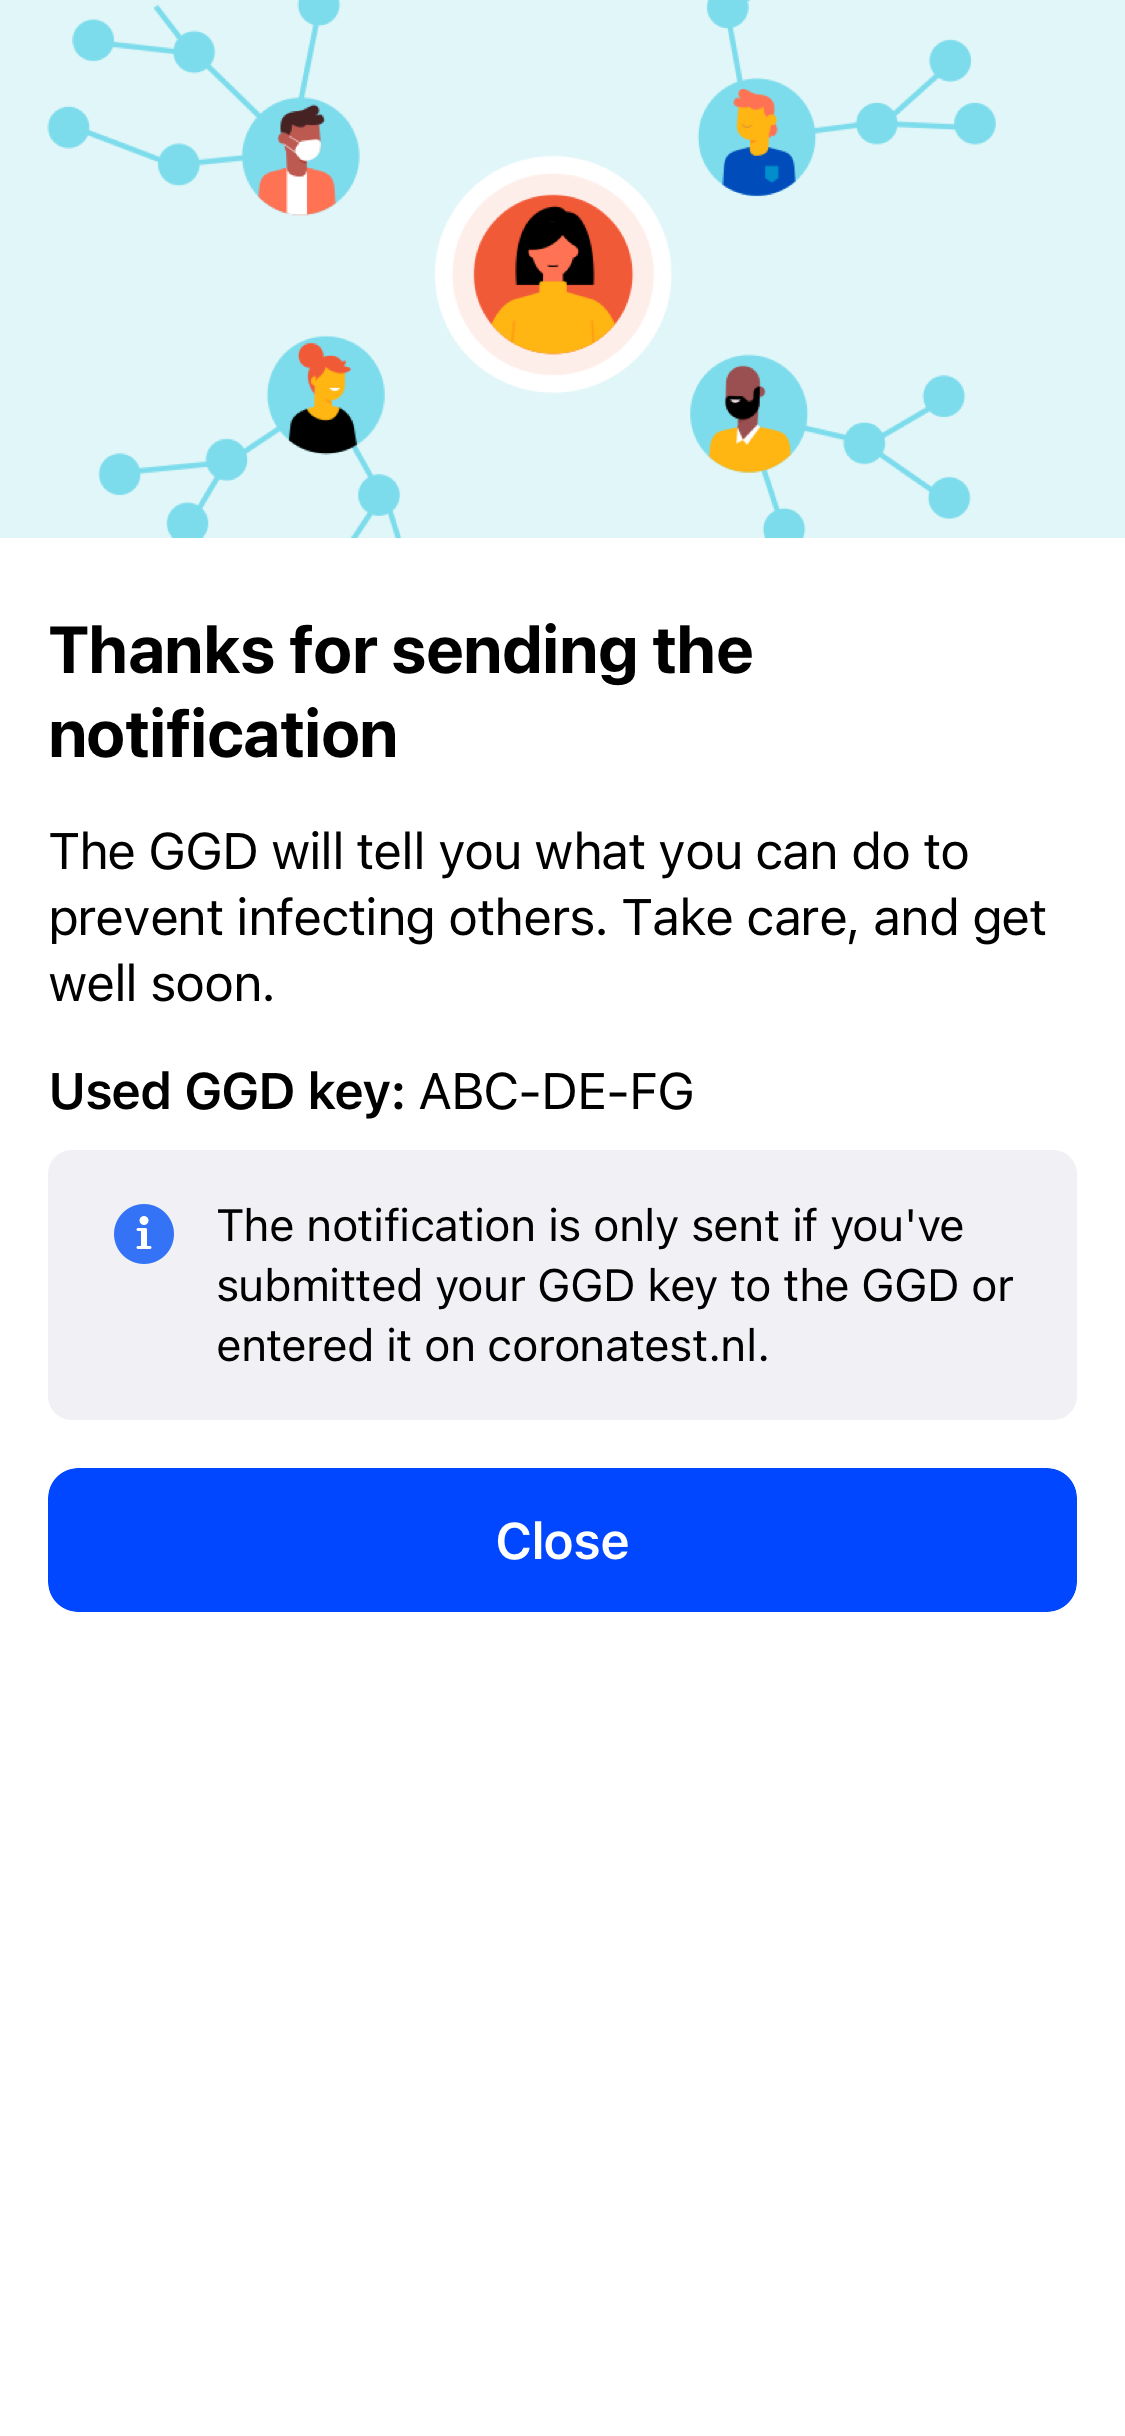 Thanks for sending the
notification
The GGD will tell you what you can do to
prevent infecting others. Take care, and get
well soon.
Used GGD key: ABC-DE-FG
The notification is only sent if you've
submitted your GGD key to the GGD or
entered it on coronatest.nl.
Close